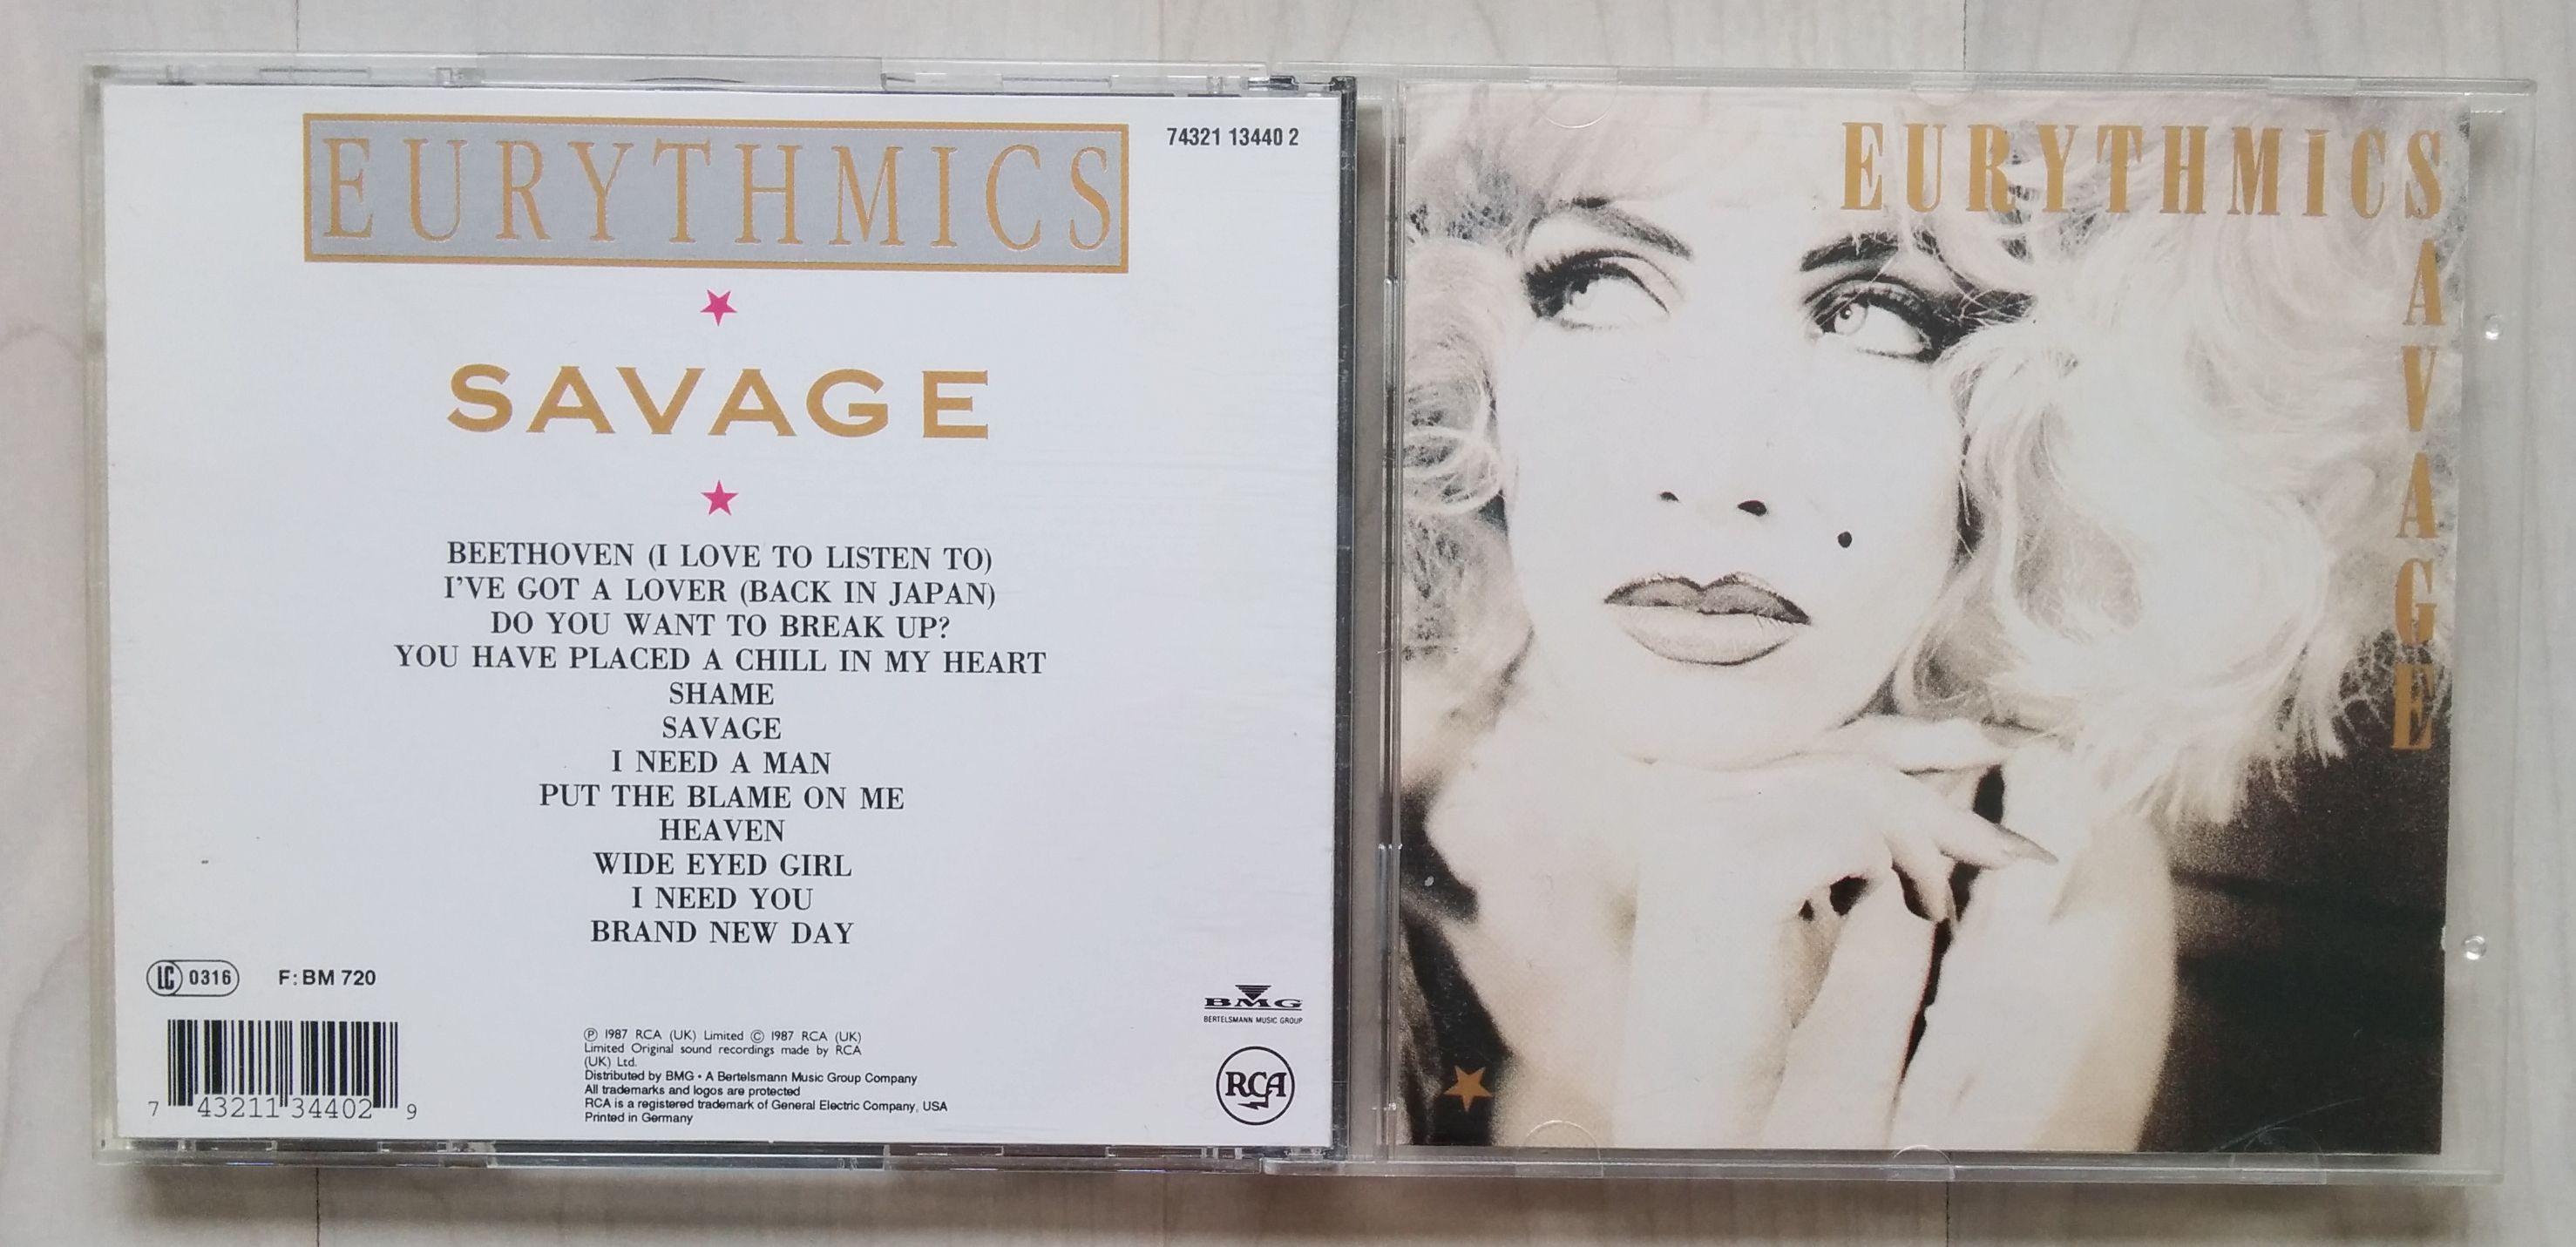 EURYTHMICS
74321 13440 2
SAVAGE
BEETHOVEN (I LOVE TO LISTEN TO)
I'VE GOT A LOVER (BACK IN JAPAN)
DO YOU WANT TO BREAK UP?
YOU HAVE PLACED A CHILL IN MY HEART
SHAME
SAVAGE
I NEED A MAN
PUT THE BLAME ON ME
HEAVEN
WIDE EYED GIRL
I NEED YOU
BRAND NEW DAY
LC 0316 F: BM 720
7 43211 34402 9
℗ 1987 RCA (UK) Limited © 1987 RCA (UK)
Limited Original sound recordings made by RCA
(UK) Ltd.
Distributed by BMG • A Bertelsmann Music Group Company
All trademarks and logos are protected
RCA is a registered trademark of General Electric Company, USA
Printed in Germany
BMG
BERTELSMANN MUSIC GROUP
RCA
EURYTHMICS
SAVAGE